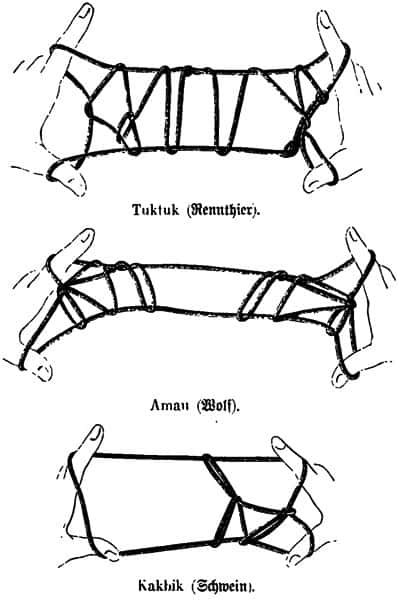 Tuktuk (Rennthier).
Amau (Wolf).
Kakhik (Schwein).